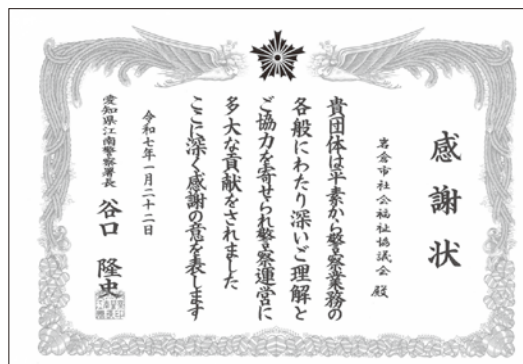 感謝状
岩倉市社会福祉協議会 殿
貴団体は平素から警察業務の
各般にわたり深いご理解と
ご協力を寄せられ警察運営に
多大な貢献をされました
ここに深く感謝の意を表します
令和七年一月二十二日
愛知県江南警察署長 谷口 隆史